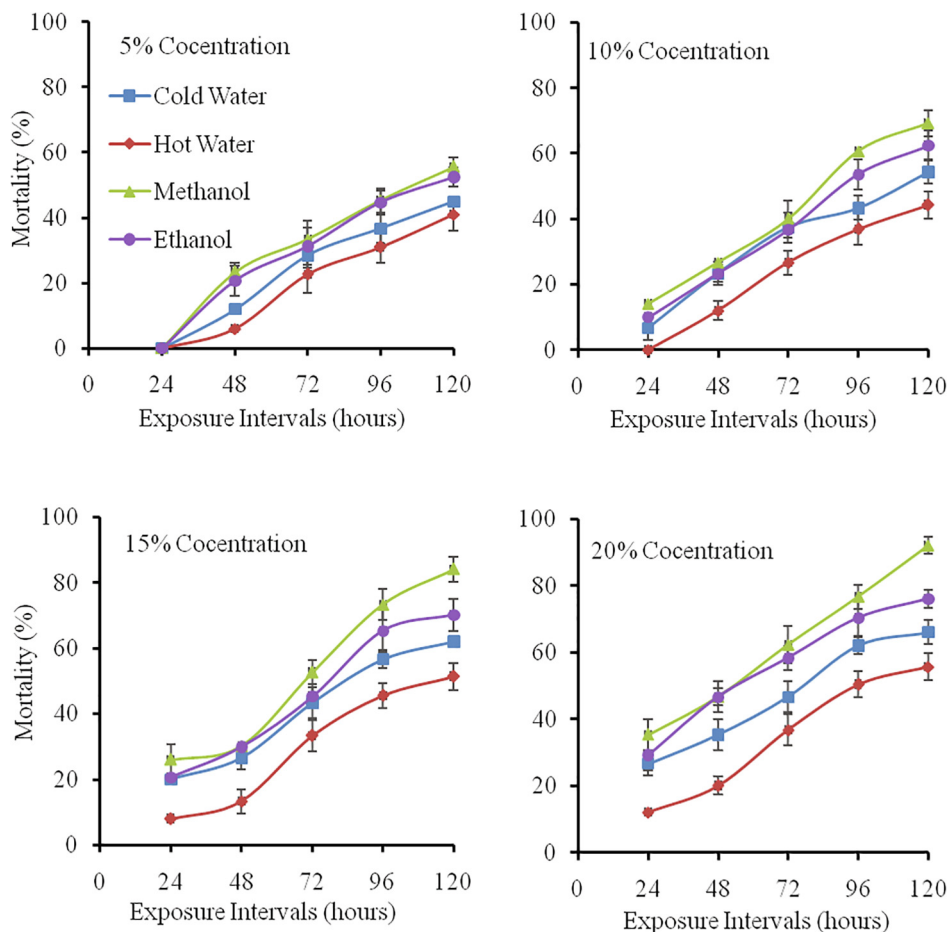 100
80
60
40
20
0
Mortality (%)
5% Cocentration
Cold Water
Hot Water
Methanol
Ethanol
0 24 48 72 96 120
Exposure Intervals (hours)
100
80
60
40
20
0
10% Cocentration
0 24 48 72 96 120
Exposure Intervals (hours)
100
80
60
40
20
0
Mortality (%)
15% Cocentration
0 24 48 72 96 120
Exposure Intervals (hours)
100
80
60
40
20
0
20% Cocentration
0 24 48 72 96 120
Exposure Intervals (hours)